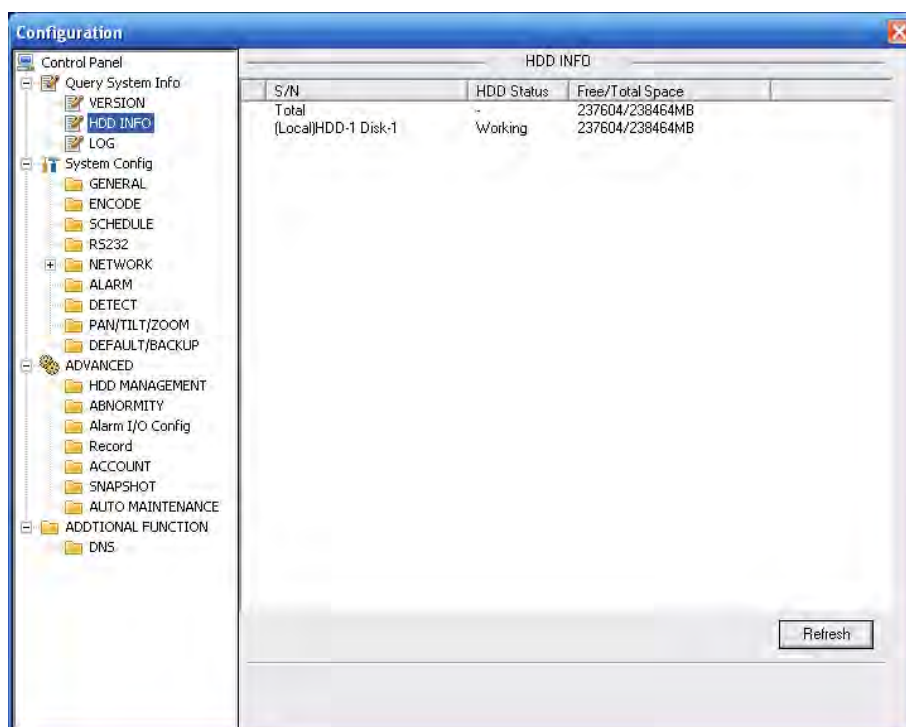 Configuration
Control Panel
Query System Info
VERSION
HDD INFO
LOG
System Config
GENERAL
ENCODE
SCHEDULE
RS232
NETWORK
ALARM
DETECT
PAN/TILT/ZOOM
DEFAULT/BACKUP
ADVANCED
HDD MANAGEMENT
ABNORMITY
Alarm I/O Config
Record
ACCOUNT
SNAPSHOT
AUTO MAINTENANCE
ADDTIONAL FUNCTION
DNS
HDD INFO
S/N HDD Status Free/Total Space
Total - 237604/238464MB
(Local)HDD-1 Disk-1 Working 237604/238464MB
Refresh